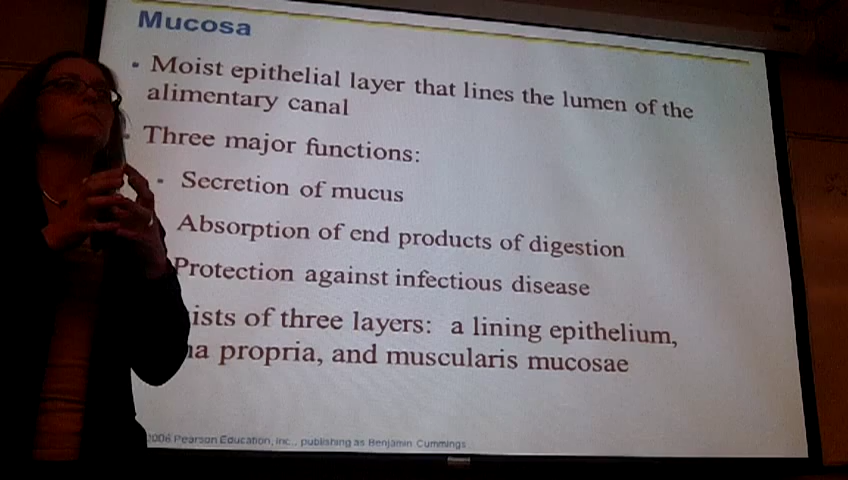 Mucosa
Moist epithelial layer that lines the lumen of the
alimentary canal
Three major functions:
Secretion of mucus
Absorption of end products of digestion
Protection against infectious disease
ists of three layers: a lining epithelium,
propria, and muscularis mucosae
2006 Pearson Education, Inc., publishing as Benjamin Cummings